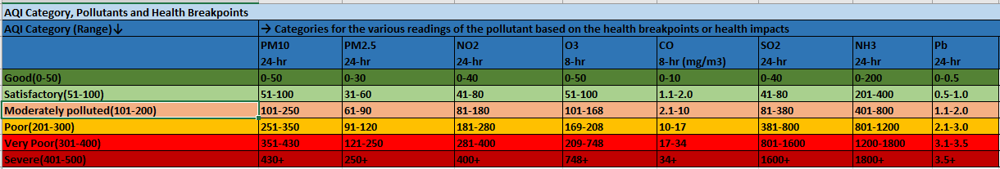 AQI Category, Pollutants and Health Breakpoints
AQI Category (Range)↓ → Categories for the various readings of the pollutant based on the health breakpoints or health impacts
PM10 PM2.5 NO2 O3 CO SO2 NH3 Pb
24-hr 24-hr 24-hr 8-hr 8-hr (mg/m3) 24-hr 24-hr 24-hr
Good(0-50) 0-50 0-30 0-40 0-50 0-10 0-40 0-200 0-0.5
Satisfactory(51-100) 51-100 31-60 41-80 51-100 1.1-2.0 41-80 201-400 0.5-1.0
Moderately polluted(101-200) 101-250 61-90 81-180 101-168 2.1-10 81-380 401-800 1.1-2.0
Poor(201-300) 251-350 91-120 181-280 169-208 10-17 381-800 801-1200 2.1-3.0
Very Poor(301-400) 351-430 121-250 281-400 209-748 17-34 801-1600 1200-1800 3.1-3.5
Severe(401-500) 430+ 250+ 400+ 748+ 34+ 1600+ 1800+ 3.5+